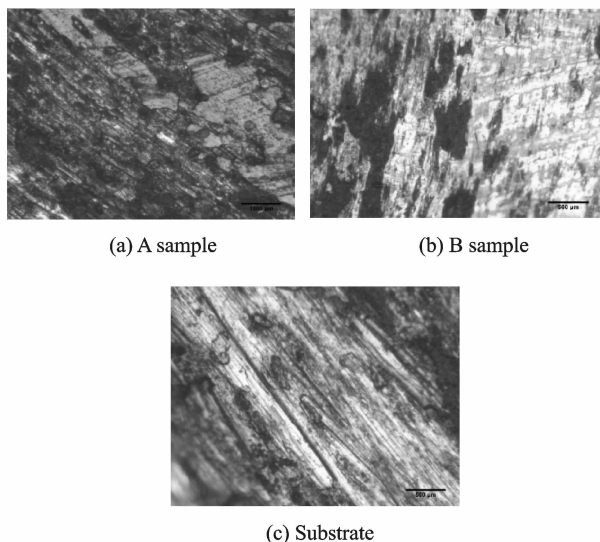 (a) A sample
(b) B sample
500 μm
500 μm
(c) Substrate